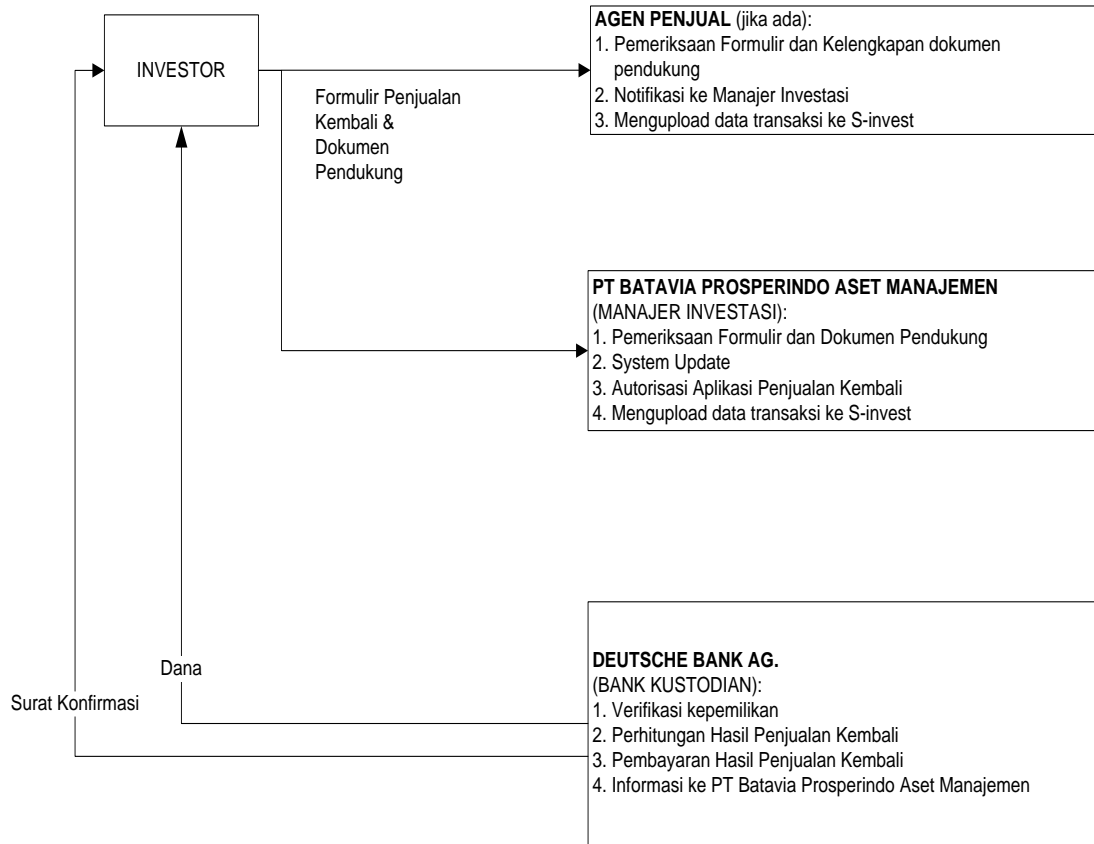 INVESTOR
Formulir Penjualan
Kembali &
Dokumen
Pendukung
AGEN PENJUAL (jika ada):
1. Pemeriksaan Formulir dan Kelengkapan dokumen
pendukung
2. Notifikasi ke Manajer Investasi
3. Mengupload data transaksi ke S-invest
PT BATAVIA PROSPERINDO ASET MANAJEMEN
(MANAJER INVESTASI):
1. Pemeriksaan Formulir dan Dokumen Pendukung
2. System Update
3. Autorisasi Aplikasi Penjualan Kembali
4. Mengupload data transaksi ke S-invest
Dana
Surat Konfirmasi
DEUTSCHE BANK AG.
(BANK KUSTODIAN):
1. Verifikasi kepemilikan
2. Perhitungan Hasil Penjualan Kembali
3. Pembayaran Hasil Penjualan Kembali
4. Informasi ke PT Batavia Prosperindo Aset Manajemen